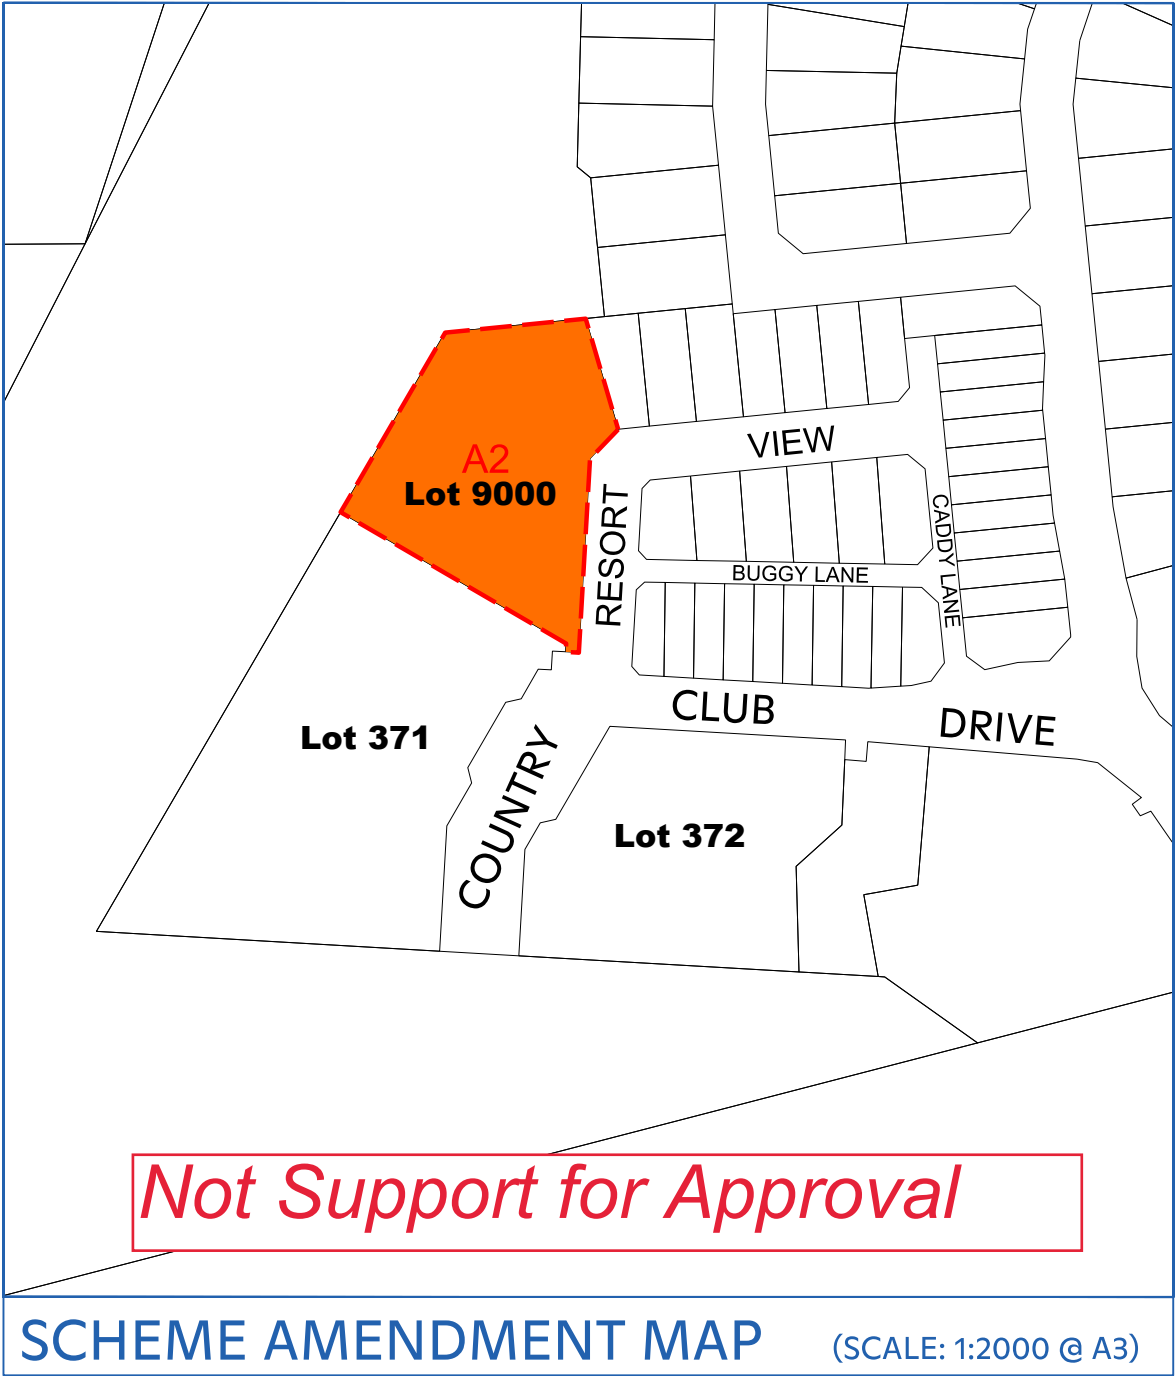 A2
Lot 9000
VIEW
RESORT
CADDY LANE
BUGGY LANE
CLUB
DRIVE
Lot 371
COUNTRY
Lot 372
Not Support for Approval
SCHEME AMENDMENT MAP
(SCALE: 1:2000 @ A3)